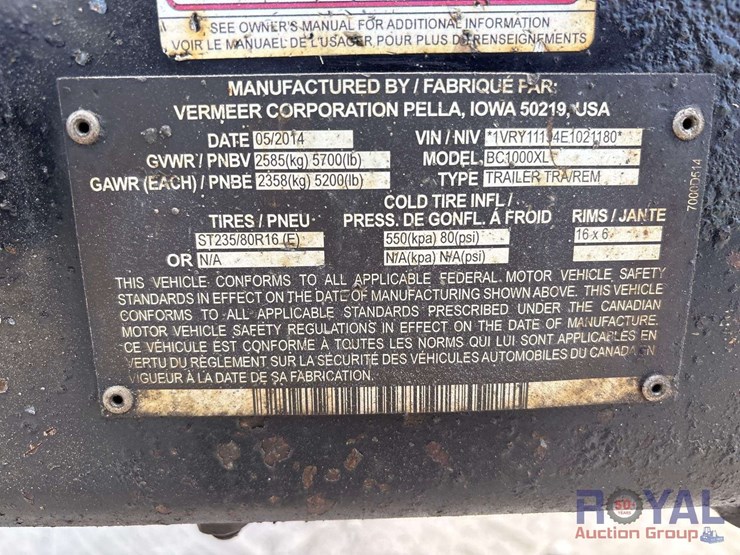 SEE OWNER'S MANUAL FOR ADDITIONAL INFORMATION
VOIR LE MANUAEL DE L'USAGER POUR PLUS DE RENSEIGNEMENTS
MANUFACTURED BY / FABRIQUÉ PAR:
VERMEER CORPORATION PELLA, IOWA 50219, USA
DATE 05/2014 VIN / NIV
GVWR / PNBV 2585(kg) 5700(lb) MODEL BC1000XL
GAWR (EACH) / PNBE 2358(kg) 5200(lb) TYPE TRAILER TRA/REM
COLD TIRE INFL /
TIRES / PNEU PRESS. DE GONFL. À FROID RIMS / JANTE
ST235/80R16 (E) 550(kpa) 80(psi) 16 x 6
OR N/A N/A(kpa) N/A(psi)
THIS VEHICLE CONFORMS TO ALL APPLICABLE FEDERAL MOTOR VEHICLE SAFETY
STANDARDS IN EFFECT ON THE DATE OF MANUFACTURING SHOWN ABOVE. THIS VEHICLE
CONFORMS TO ALL APPLICABLE STANDARDS PRESCRIBED UNDER THE CANADIAN
MOTOR VEHICLE SAFETY REGULATIONS IN EFFECT ON THE DATE OF MANUFACTURE.
CE VÉHICULE EST CONFORME À TOUTES LES NORMS QUI LUI SONT APPLICABLES EN
VERTU DU RÉGLEMENT SUR LA SÉCURITÉ DES VÉHICULES AUTOMOBILES DU CANADA EN
VIGUEUR À LA DATE DE SA FABRICATION.
ROYAL
Auction Group